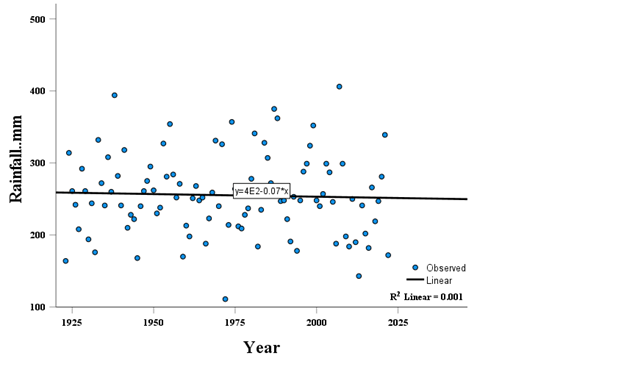 500
400
300
200
100
Rainfall..mm
y=4E2-0.07*x
Observed
Linear
R² Linear = 0.001
1925
1950
1975
2000
2025
Year